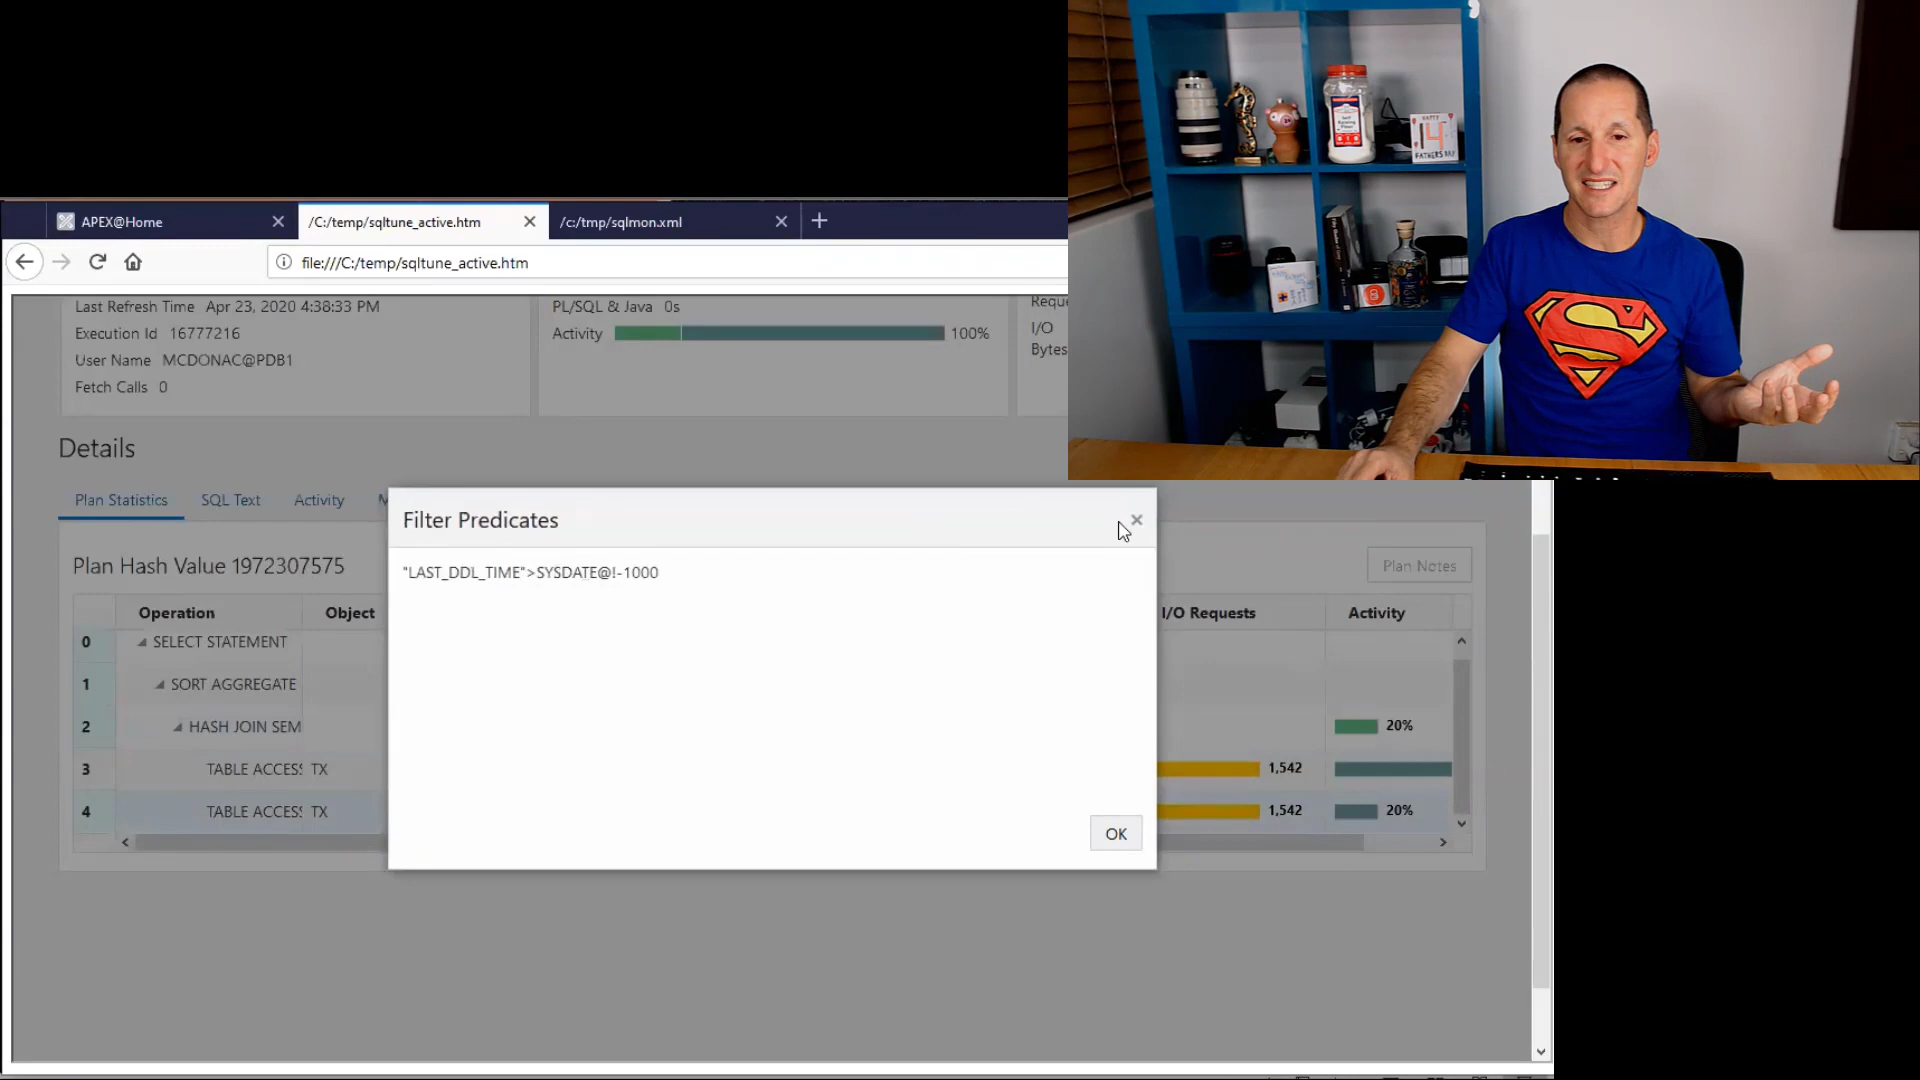 APEX@Home
/C:/temp/sqltune_active.htm
/c:/tmp/sqlmon.xml
file:///C:/temp/sqltune_active.htm
Last Refresh Time Apr 23, 2020 4:38:33 PM
Execution Id 16777216
User Name MCDONAC@PDB1
Fetch Calls 0
PL/SQL & Java 0s
Activity 100%
Reque
I/O
Bytes
Details
Plan Statistics SQL Text Activity M
Plan Hash Value 1972307575
Plan Notes
Operation Object I/O Requests Activity
0 SELECT STATEMENT
1 SORT AGGREGATE
2 HASH JOIN SEM 20%
3 TABLE ACCES TX 1,542
4 TABLE ACCES TX 1,542 20%
Filter Predicates
"LAST_DDL_TIME">SYSDATE@!-1000
OK
14
FATHERS DAY
S